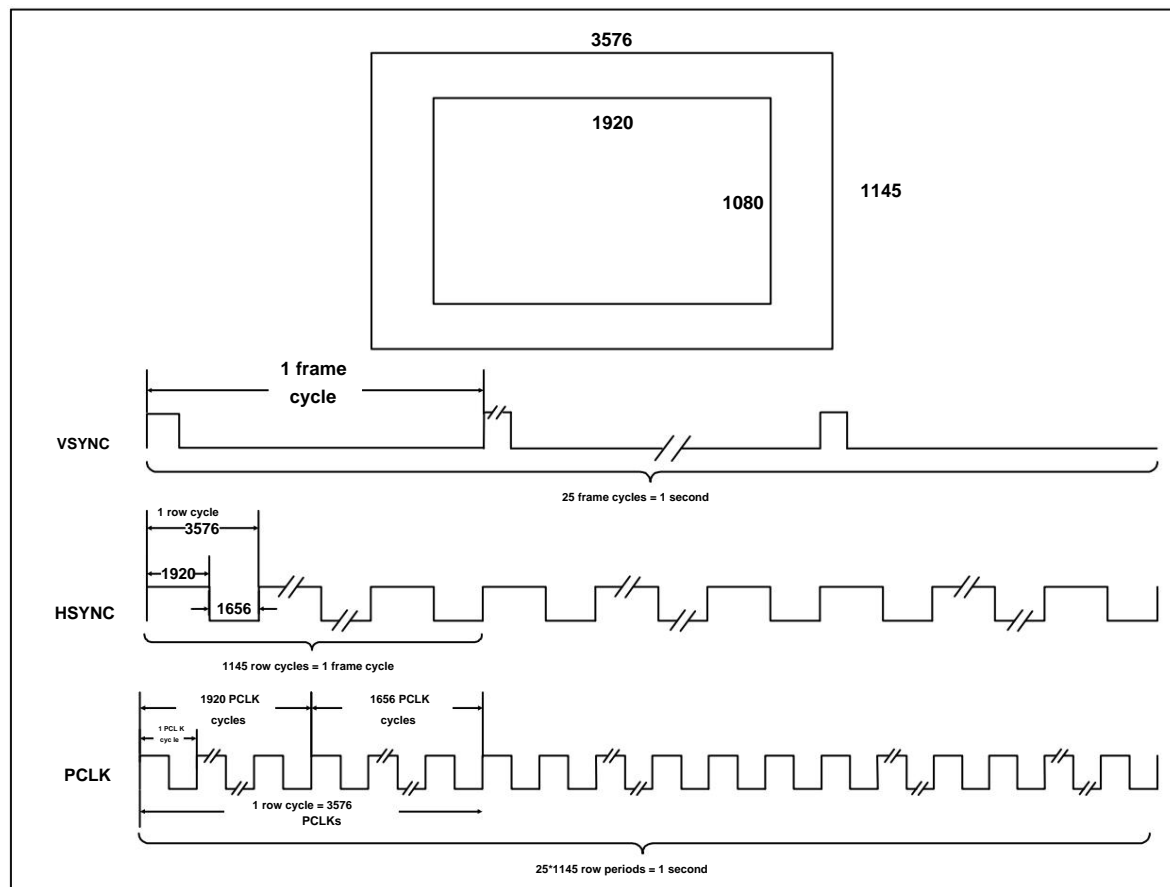 3576
1920
1080
1145
1 frame
cycle
VSYNC
25 frame cycles = 1 second
1 row cycle
3576
1920
1656
HSYNC
1145 row cycles = 1 frame cycle
1920 PCLK
cycles
1656 PCLK
cycles
1 PCL K
cyc le
PCLK
1 row cycle = 3576
PCLKs
25*1145 row periods = 1 second